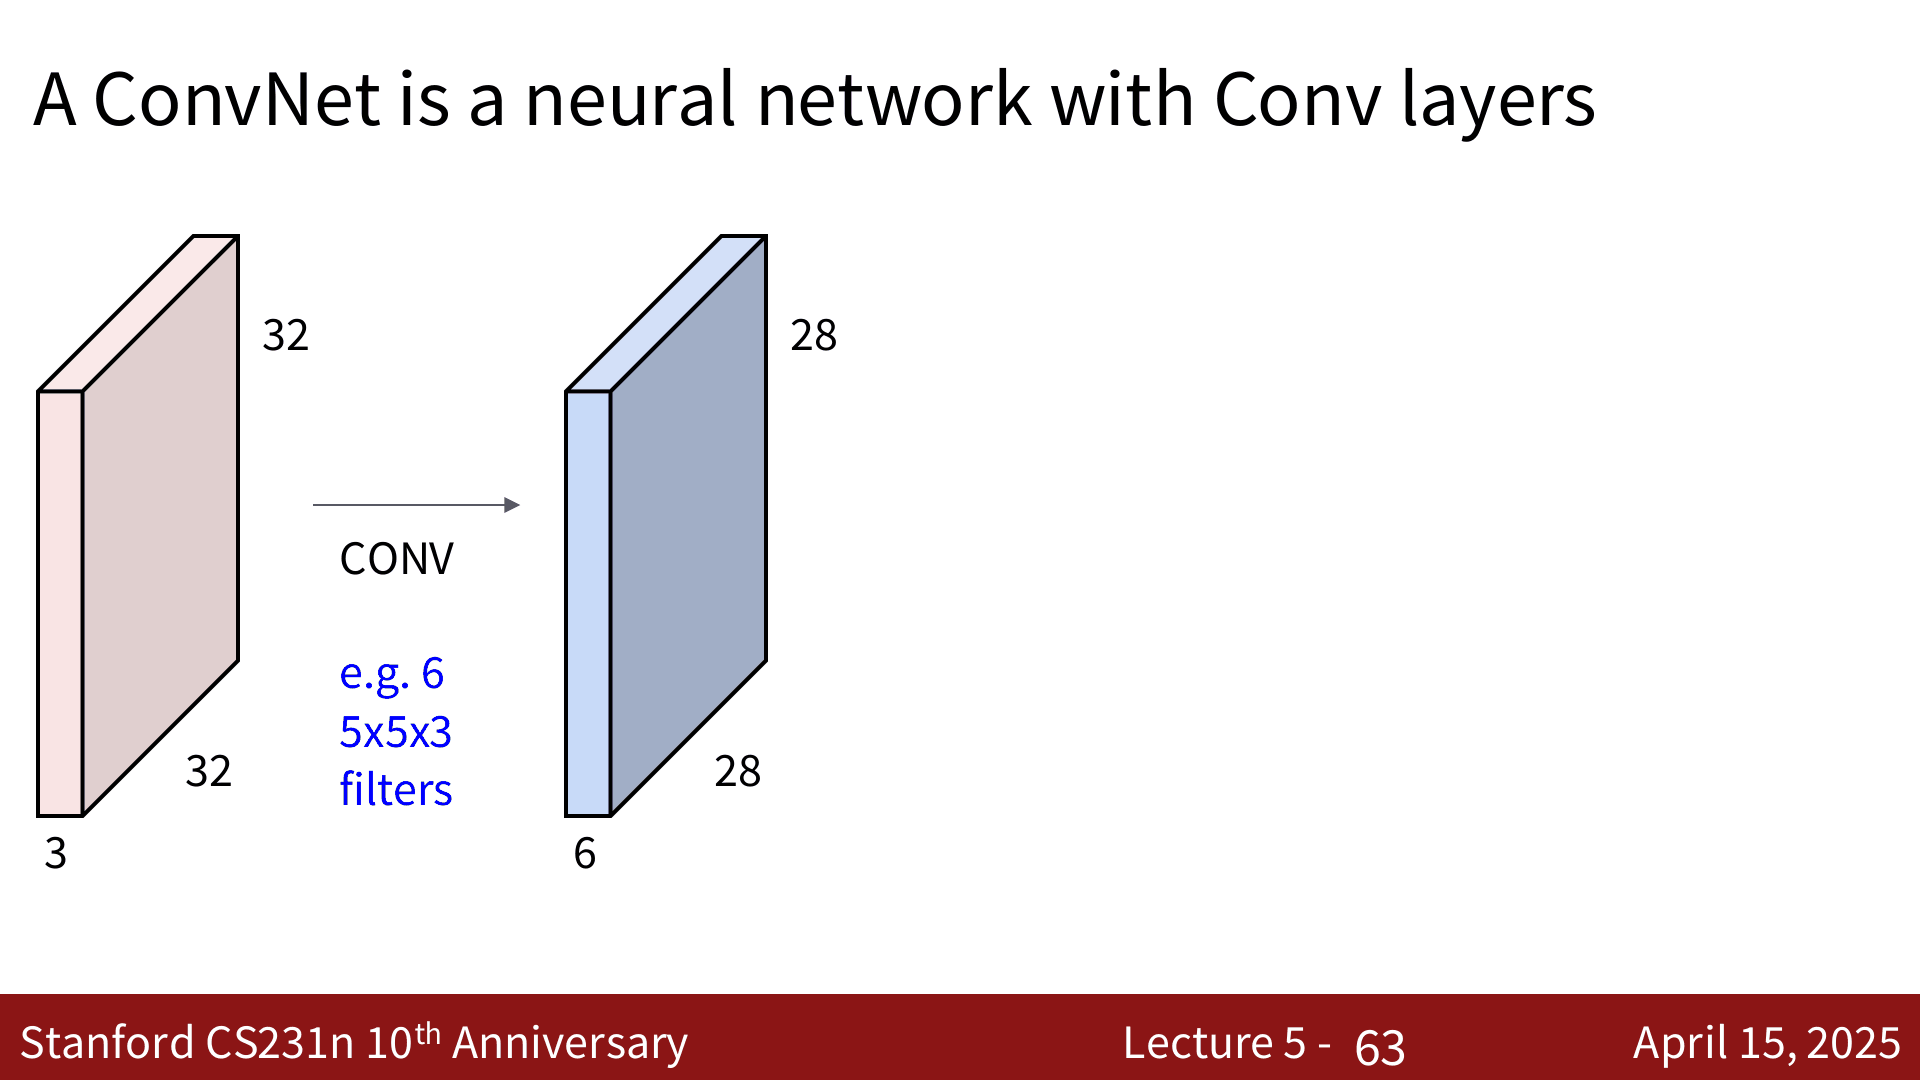 A ConvNet is a neural network with Conv layers
32
32
3
CONV
e.g. 6
5x5x3
filters
28
28
6
Stanford CS231n 10th Anniversary
Lecture 5 - 63
April 15, 2025